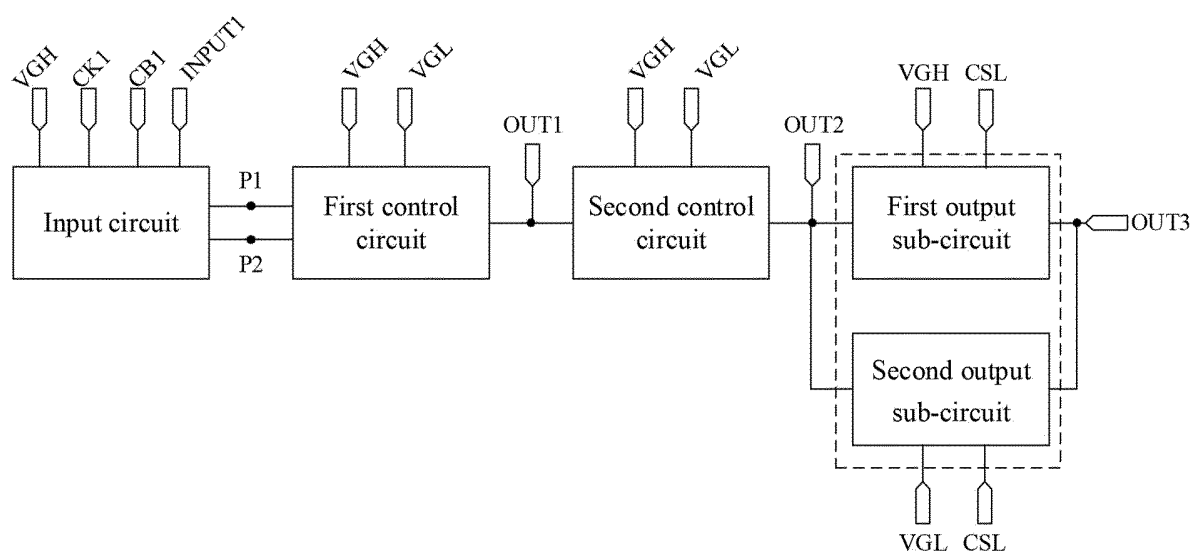 VGH
CK1
CB1
INPUT1
VGH
VGL
VGH
VGL
VGH
CSL
OUT1
OUT2
P1
P2
Input circuit
First control
circuit
Second control
circuit
First output
sub-circuit
OUT3
Second output
sub-circuit
VGL
CSL